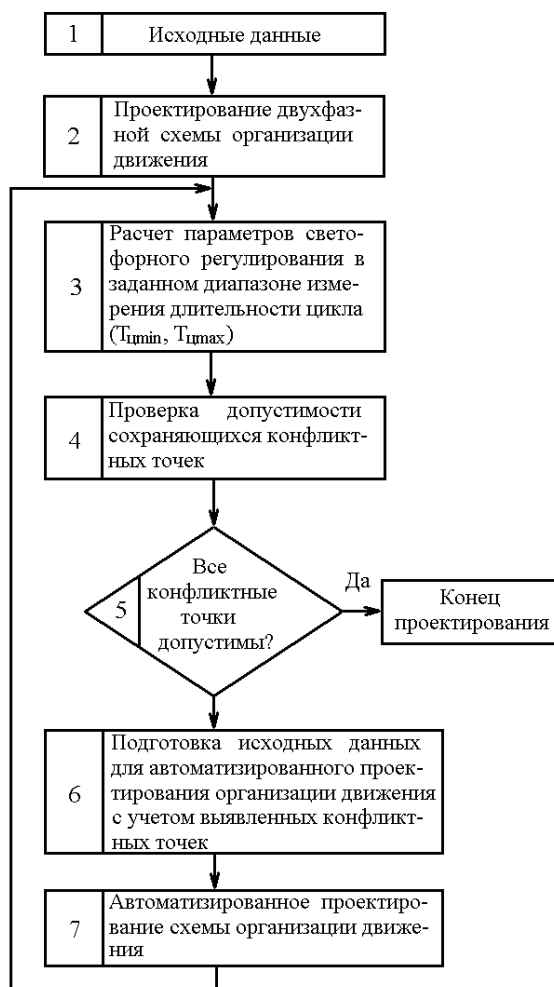 1 Исходные данные
Проектирование двухфаз-
2 ной схемы организации
движения
Расчет параметров свето-
форного регулирования в
3 заданном диапазоне изме-
рения длительности цикла
(Tцmin, Tцmax)
Проверка допустимости
4 сохраняющихся конфликт-
ных точек
Все
конфликтные
5 точки
допустимы?
Да
Конец
проектирования
Подготовка исходных данных
для автоматизированного проек-
6 тирования организации движения
с учетом выявленных конфликт-
ных точек
Автоматизированное проектиро-
7 вание схемы организации движе-
ния